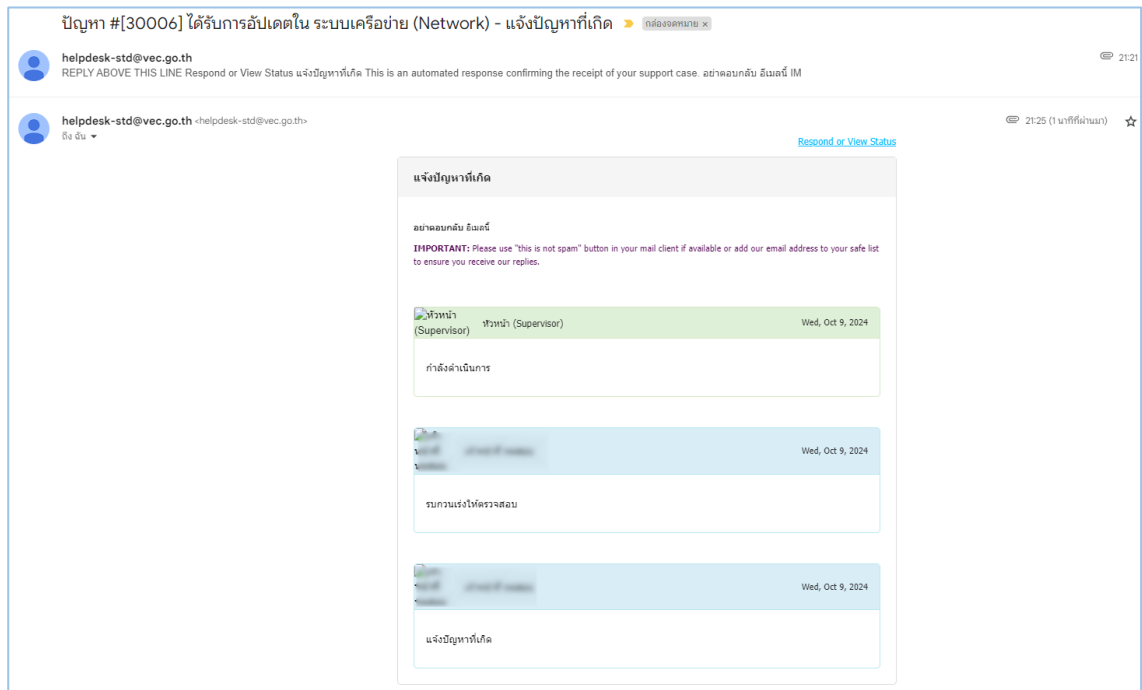 ปัญหา #[30006] ได้รับการอัปเดตใน ระบบเครือข่าย (Network) - แจ้งปัญหาที่เกิด กล่องจดหมาย ×
helpdesk-std@vec.go.th
21:21
REPLY ABOVE THIS LINE Respond or View Status แจ้งปัญหาที่เกิด This is an automated response confirming the receipt of your support case. อย่าตอบกลับ อีเมลนี้ IM
helpdesk-std@vec.go.th <helpdesk-std@vec.go.th>
21:25 (1 นาทีที่ผ่านมา)
ถึง ฉัน
Respond or View Status
แจ้งปัญหาที่เกิด
อย่าตอบกลับ อีเมลนี้
IMPORTANT: Please use "this is not spam" button in your mail client if available or add our email address to your safe list
to ensure you receive our replies.
หัวหน้า
(Supervisor)
หัวหน้า (Supervisor)
Wed, Oct 9, 2024
กำลังดำเนินการ
Wed, Oct 9, 2024
รบกวนเร่งให้ตรวจสอบ
Wed, Oct 9, 2024
แจ้งปัญหาที่เกิด